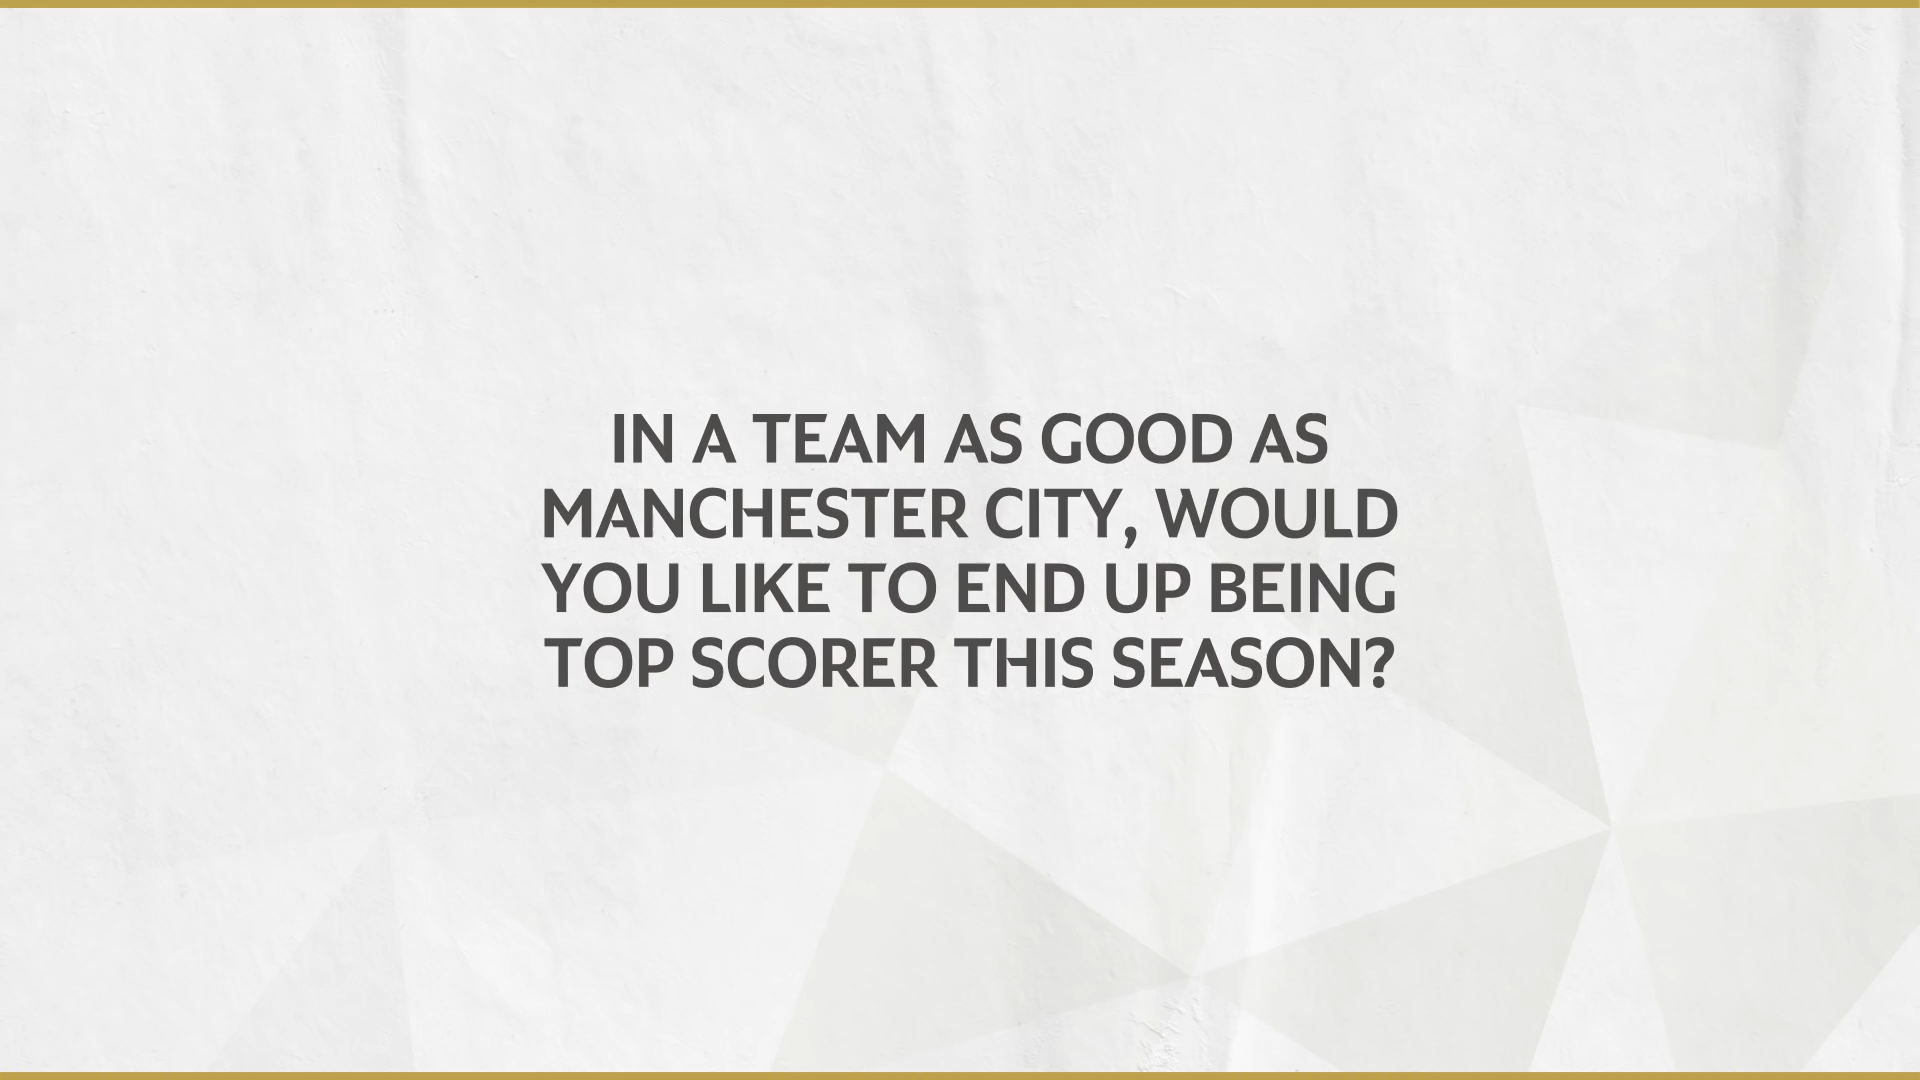 IN A TEAM AS GOOD AS
MANCHESTER CITY, WOULD
YOU LIKE TO END UP BEING
TOP SCORER THIS SEASON?